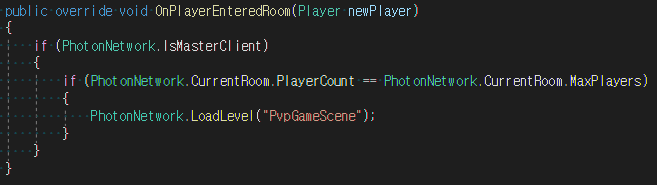 public override void OnPlayerEnteredRoom(Player newPlayer)
{
if (PhotonNetwork.IsMasterClient)
{
if (PhotonNetwork.CurrentRoom.PlayerCount == PhotonNetwork.CurrentRoom.MaxPlayers)
{
PhotonNetwork.LoadLevel("PvpGameScene");
}
}
}